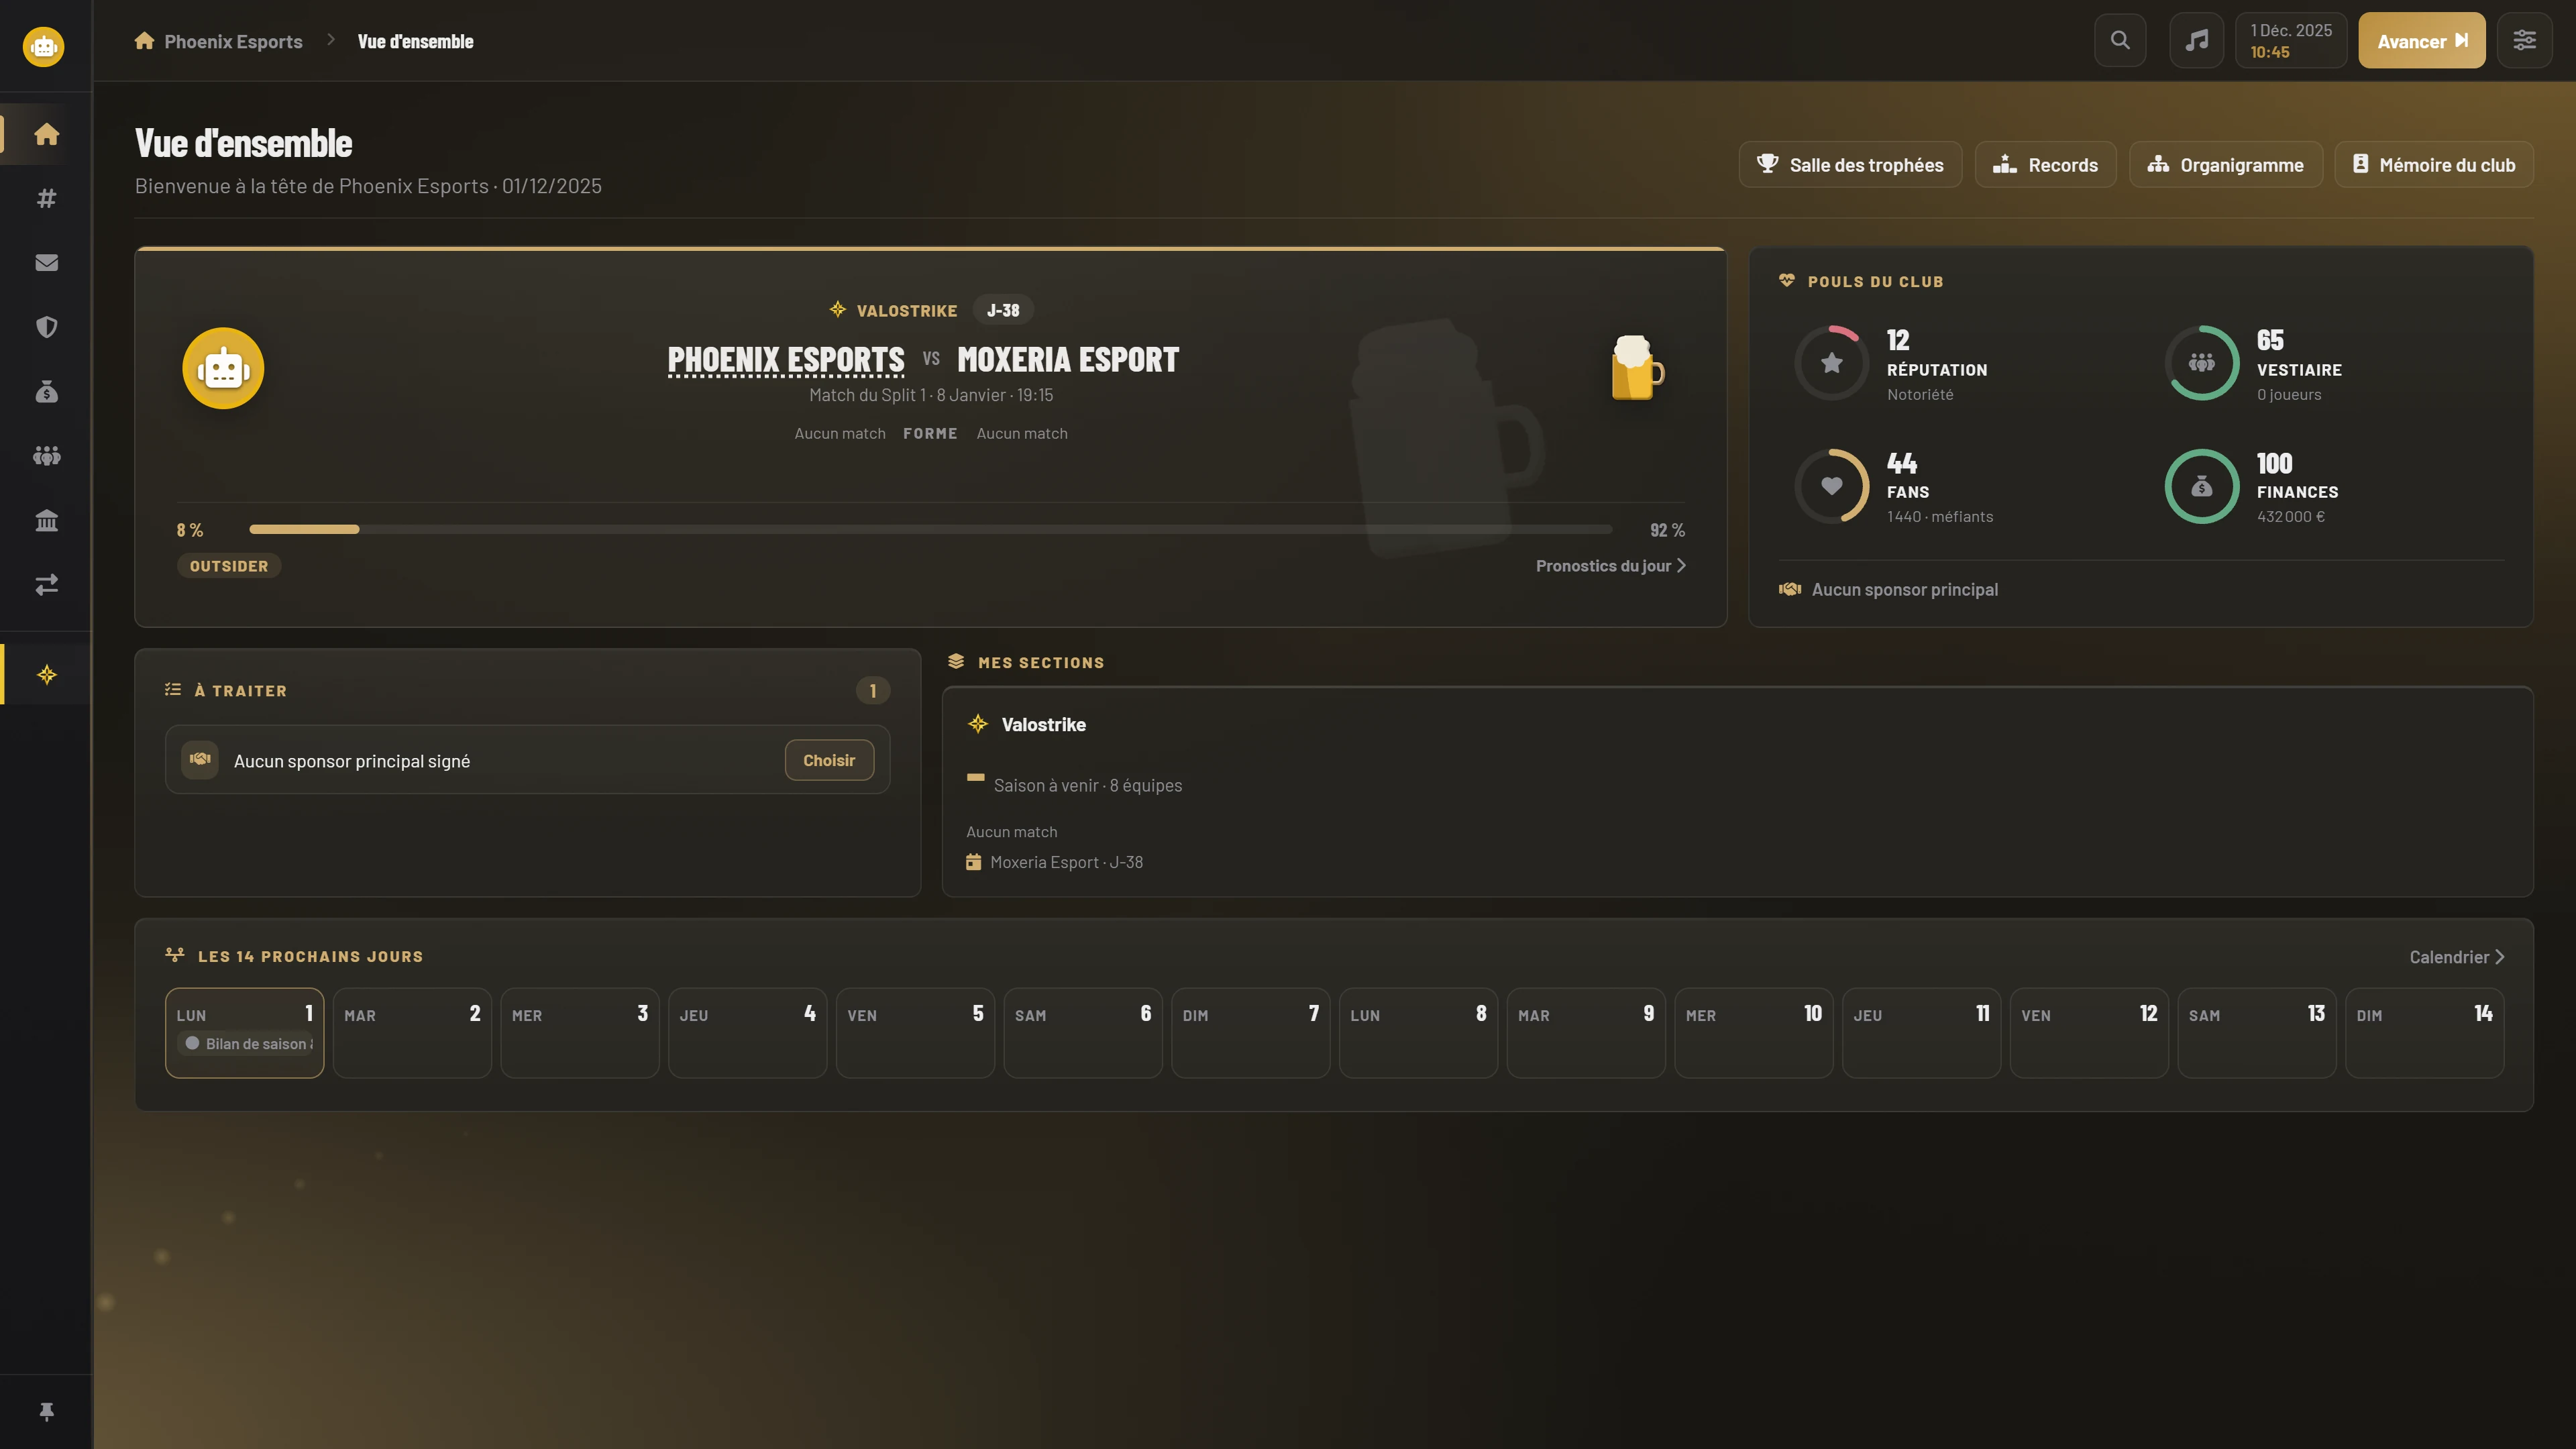 Phoenix Esports > Vue d'ensemble
1 Déc. 2025
10:45
Avancer
Vue d'ensemble
Bienvenue à la tête de Phoenix Esports · 01/12/2025
Salle des trophées
Records
Organigramme
Mémoire du club
VALOSTRIKE J-38
PHOENIX ESPORTS VS MOXERIA ESPORT
Match du Split 1 · 8 Janvier · 19:15
Aucun match FORME Aucun match
8 % 92 %
OUTSIDER
Pronostics du jour
POULS DU CLUB
12
RÉPUTATION
Notoriété
65
VESTIAIRE
0 joueurs
44
FANS
1 440 · méfiants
100
FINANCES
432 000 €
Aucun sponsor principal
À TRAITER 1
Aucun sponsor principal signé Choisir
MES SECTIONS
Valostrike
Saison à venir · 8 équipes
Aucun match
Moxeria Esport · J-38
LES 14 PROCHAINS JOURS Calendrier
LUN 1
Bilan de saison
MAR 2
MER 3
JEU 4
VEN 5
SAM 6
DIM 7
LUN 8
MAR 9
MER 10
JEU 11
VEN 12
SAM 13
DIM 14